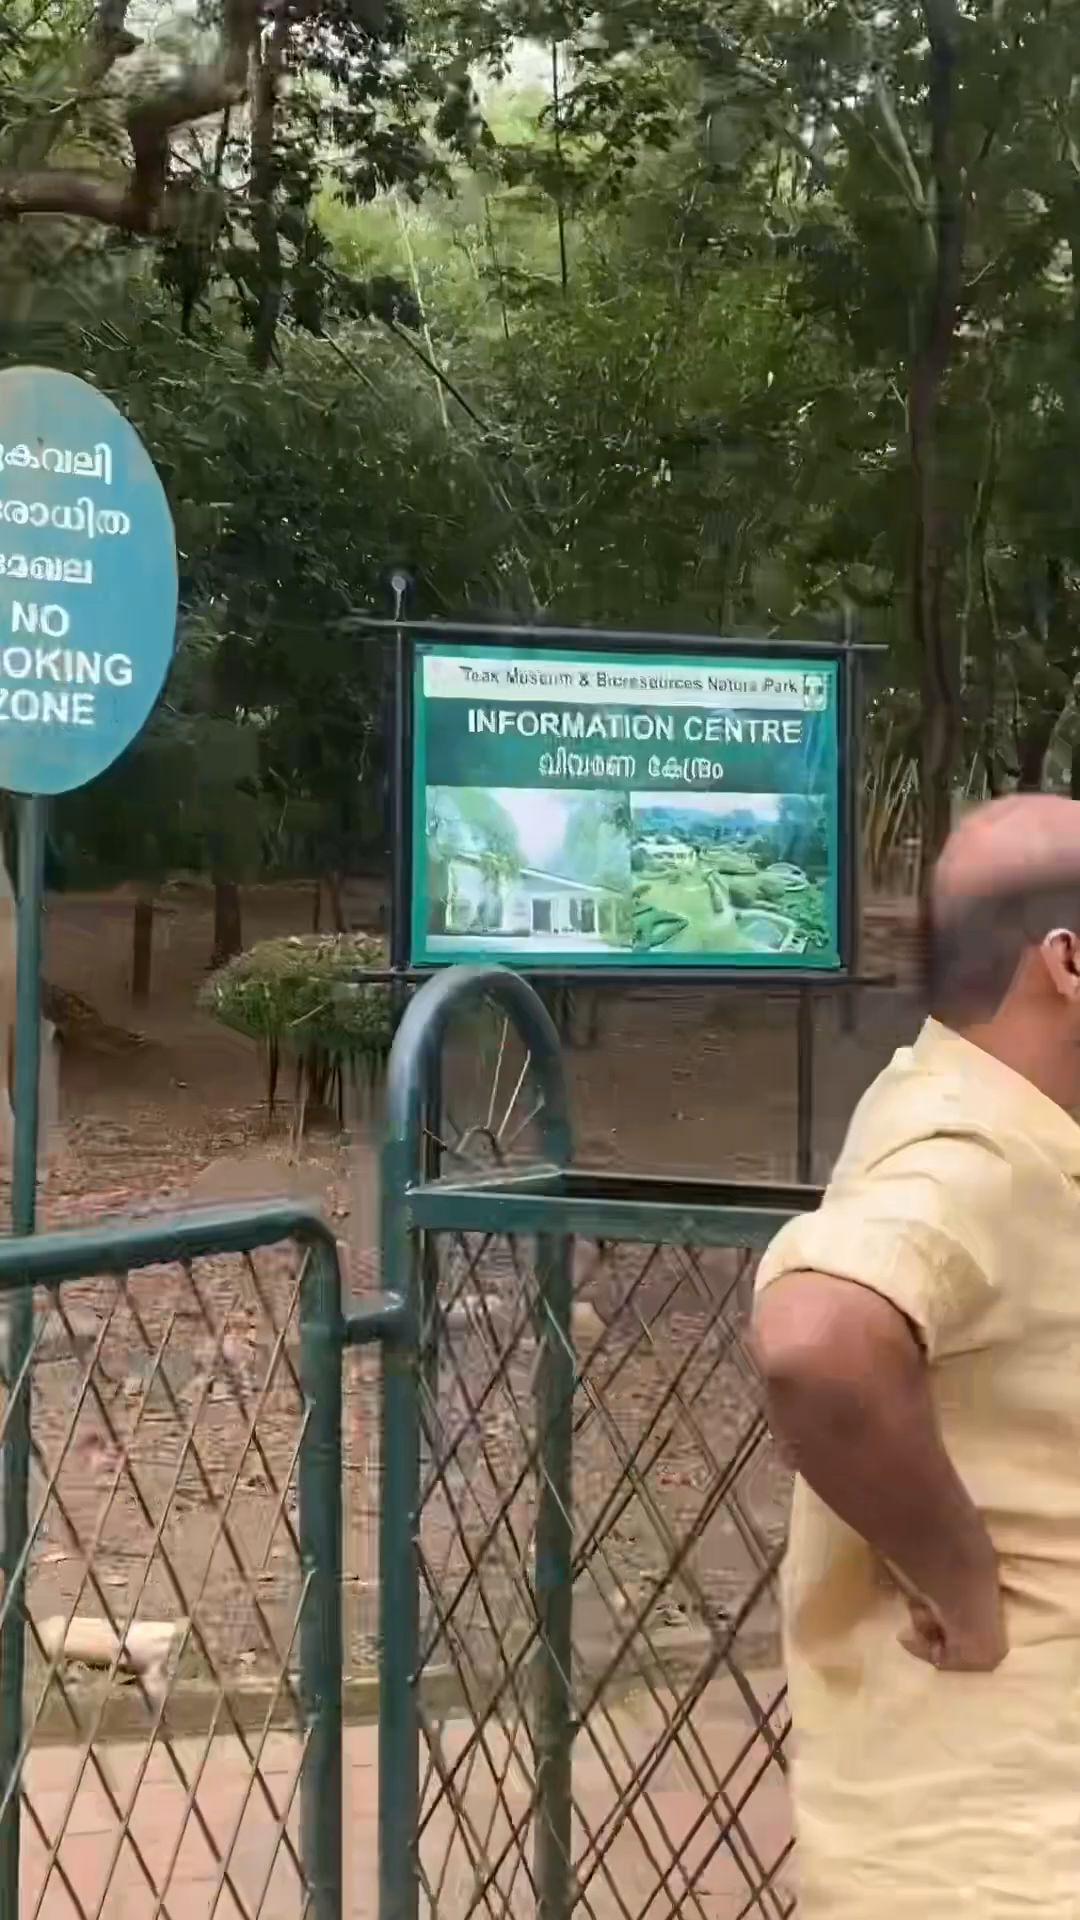 കവലി
രോധിത
മേഖല
NO
OKING
ZONE
Teak Museum & Bioresources Nature Park
INFORMATION CENTRE
വിവരണ കേന്ദ്രം